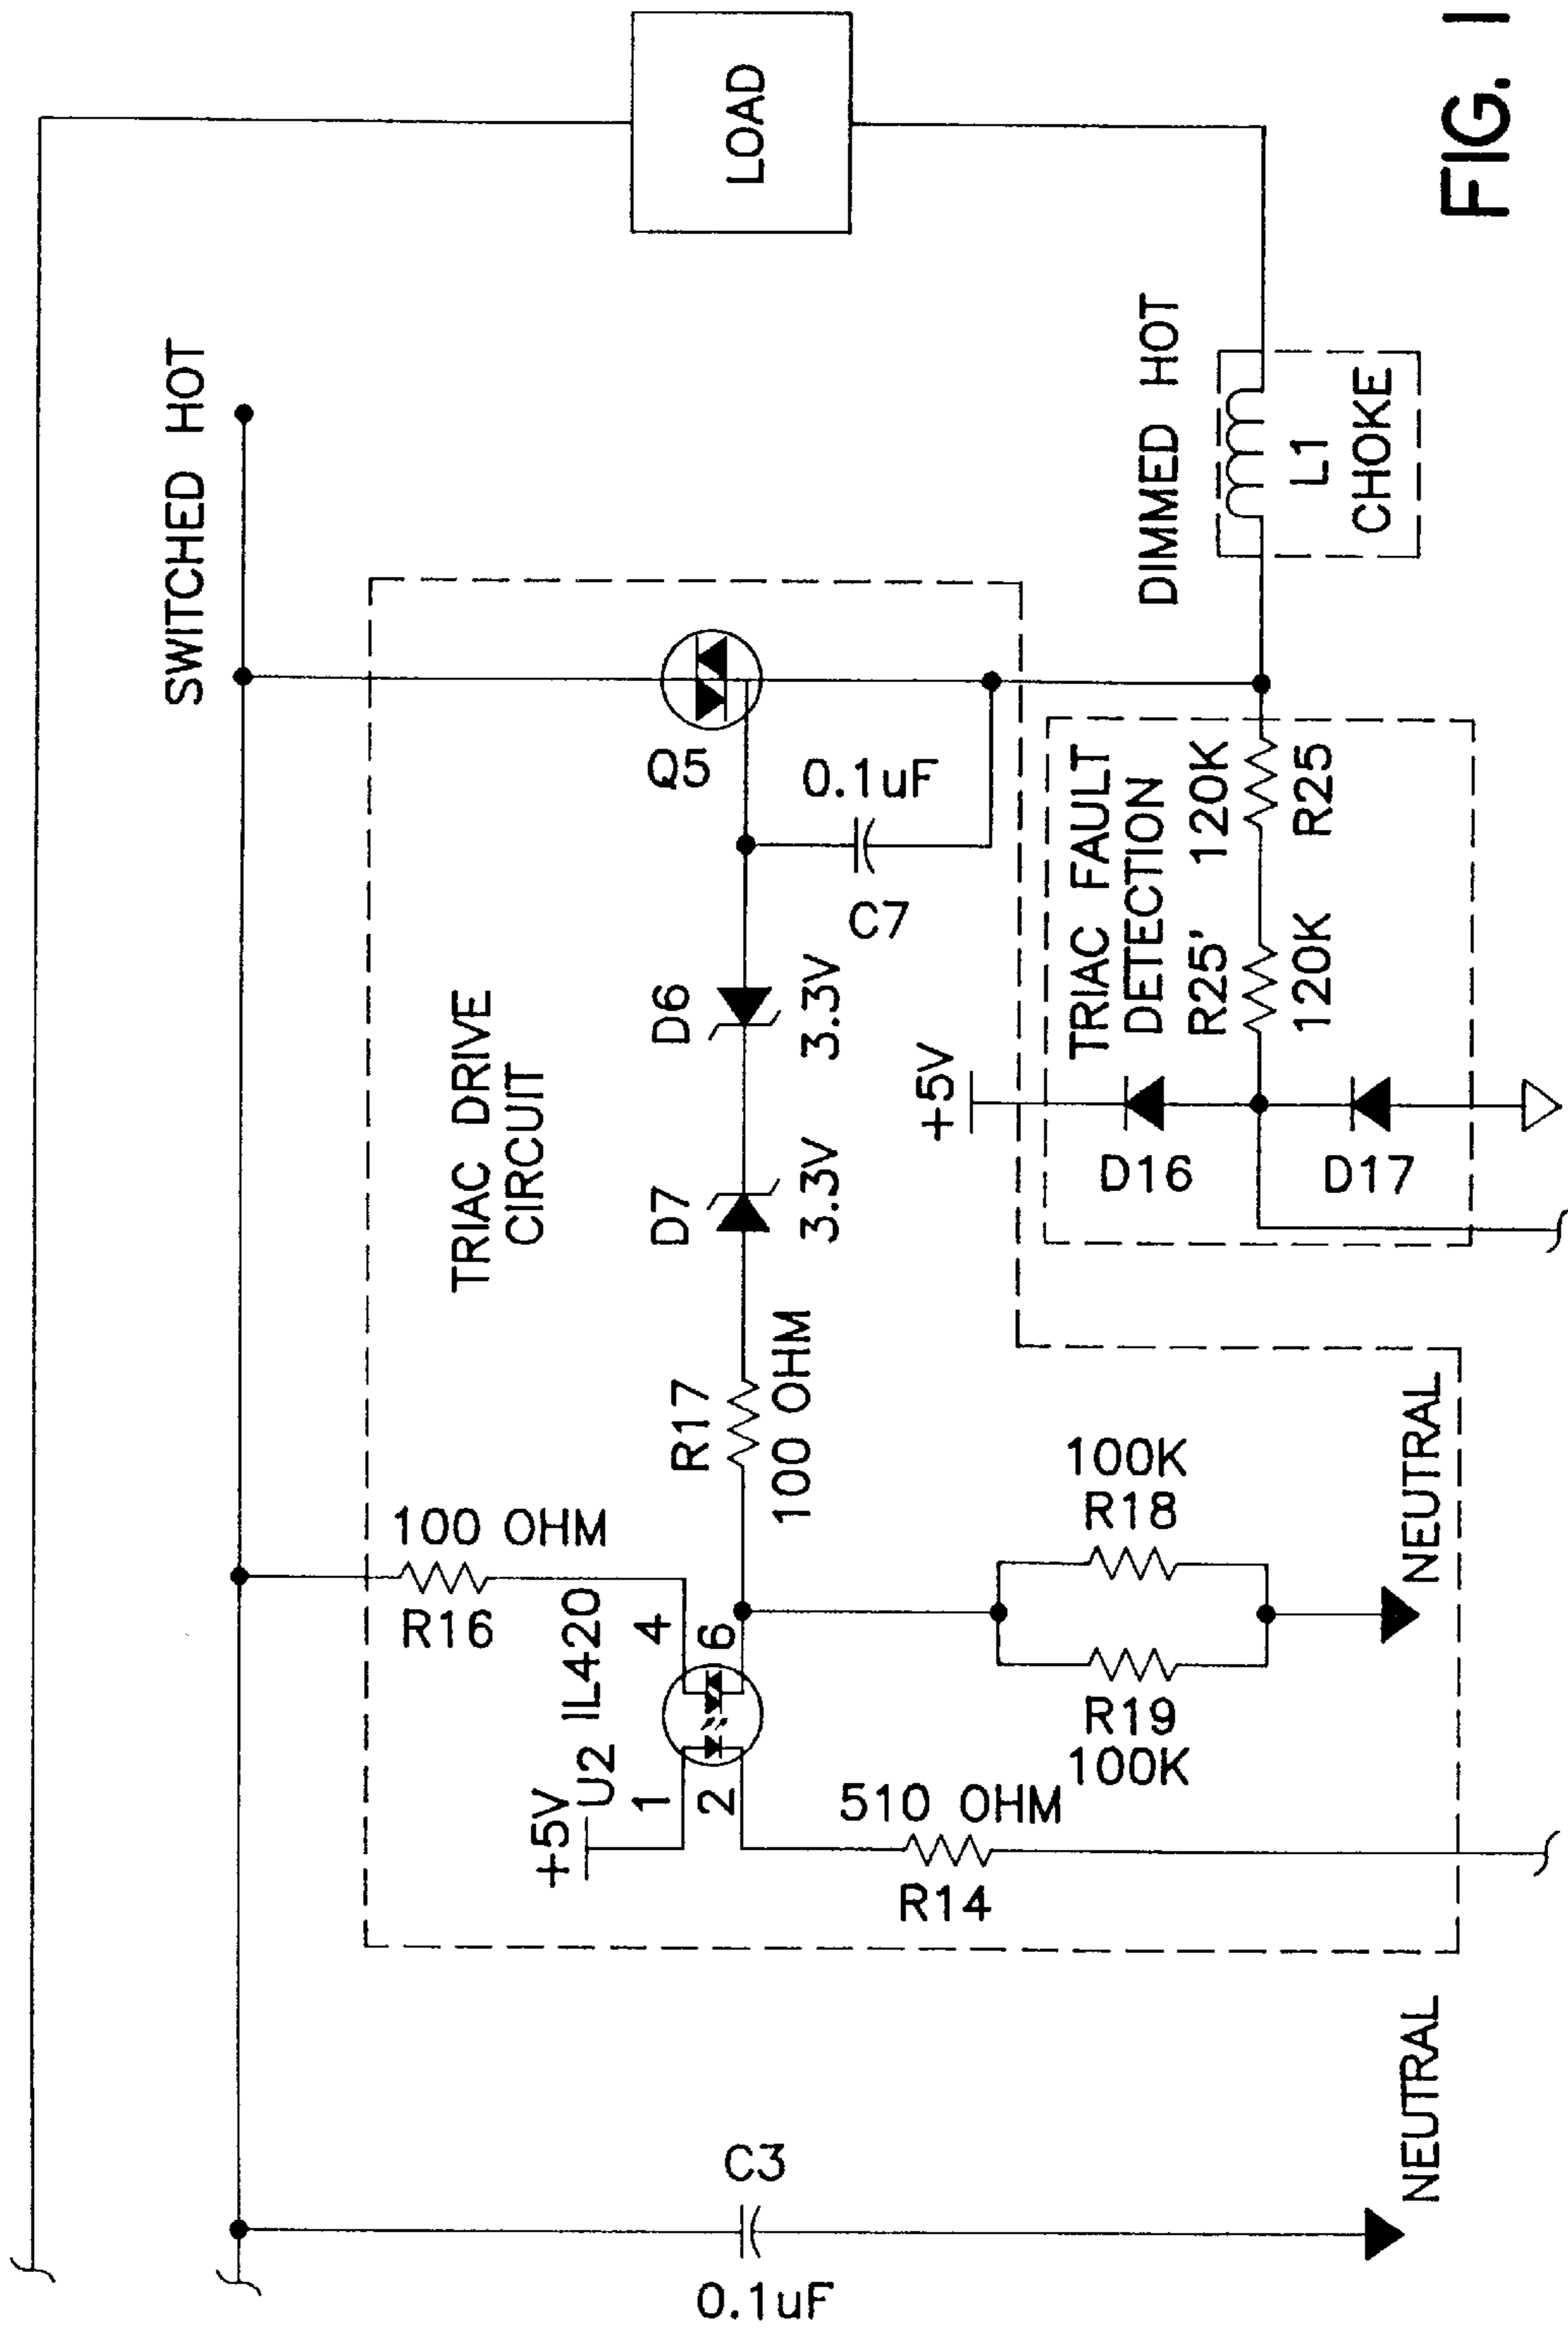 SWITCHED HOT
LOAD
TRIAC DRIVE
CIRCUIT
100 OHM
R16
+5V
U2 IL420
1
2
4
6
R17
100 OHM
D7
3.3V
D6
3.3V
Q5
0.1uF
C7
510 OHM
R14
100K
R18
R19
100K
NEUTRAL
C3
0.1uF
NEUTRAL
+5V
TRIAC FAULT
DETECTION
R25'
120K
120K
R25
D16
D17
DIMMED HOT
L1
CHOKE
FIG. 1